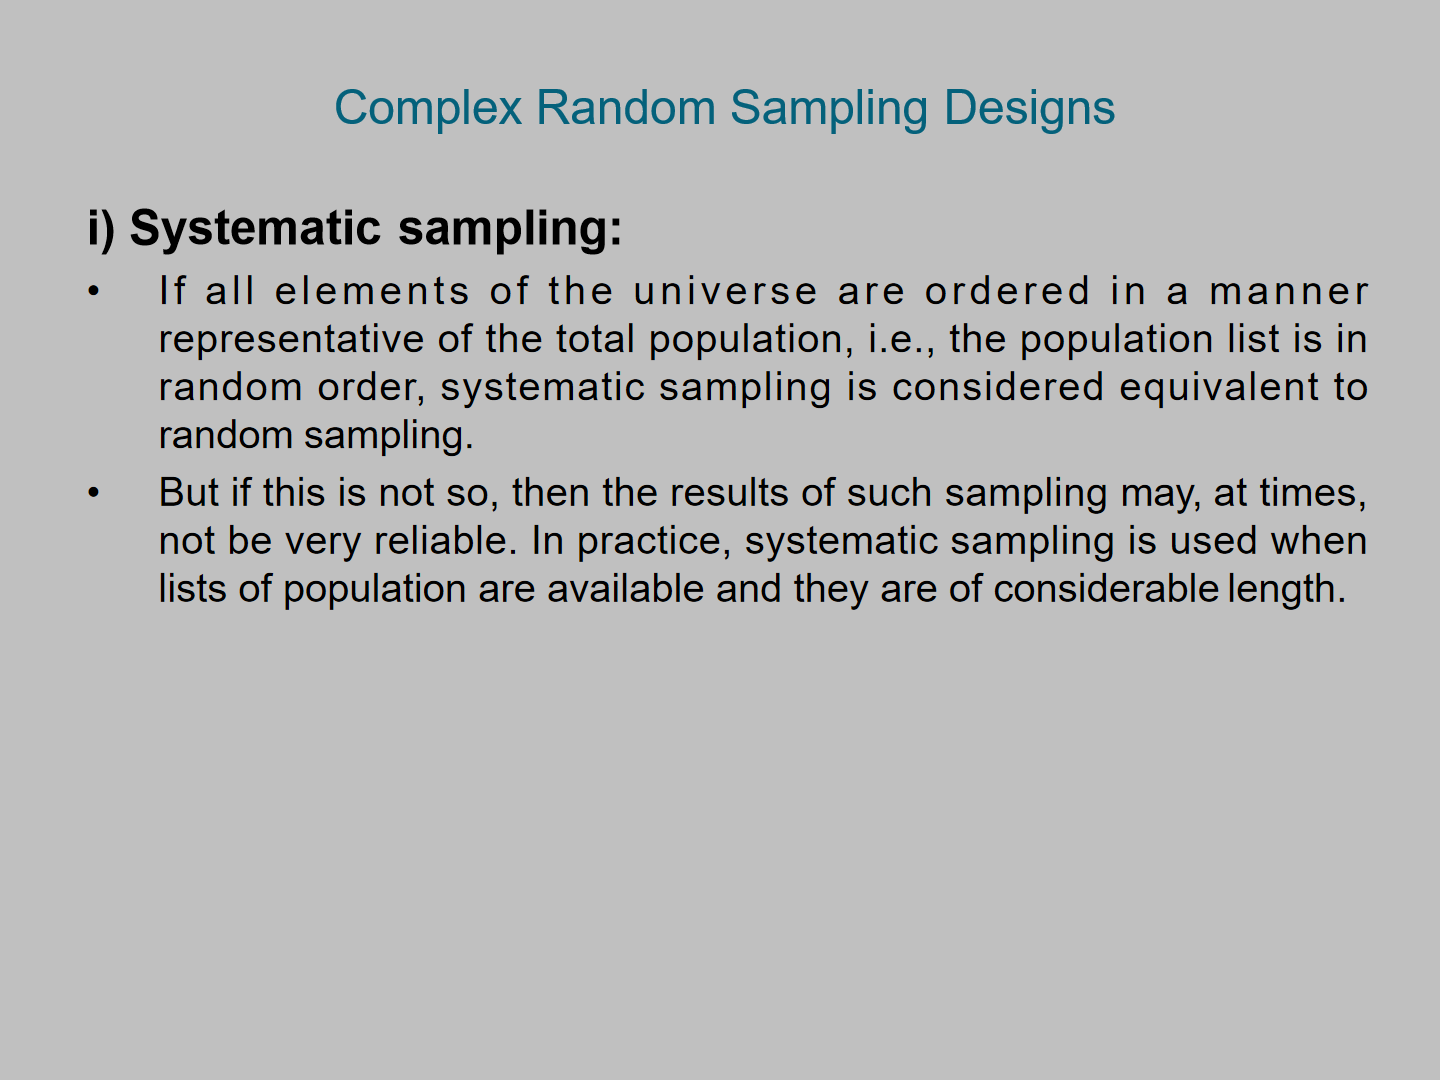 Complex Random Sampling Designs
i) Systematic sampling:
• If all elements of the universe are ordered in a manner
representative of the total population, i.e., the population list is in
random order, systematic sampling is considered equivalent to
random sampling.
• But if this is not so, then the results of such sampling may, at times,
not be very reliable. In practice, systematic sampling is used when
lists of population are available and they are of considerable length.